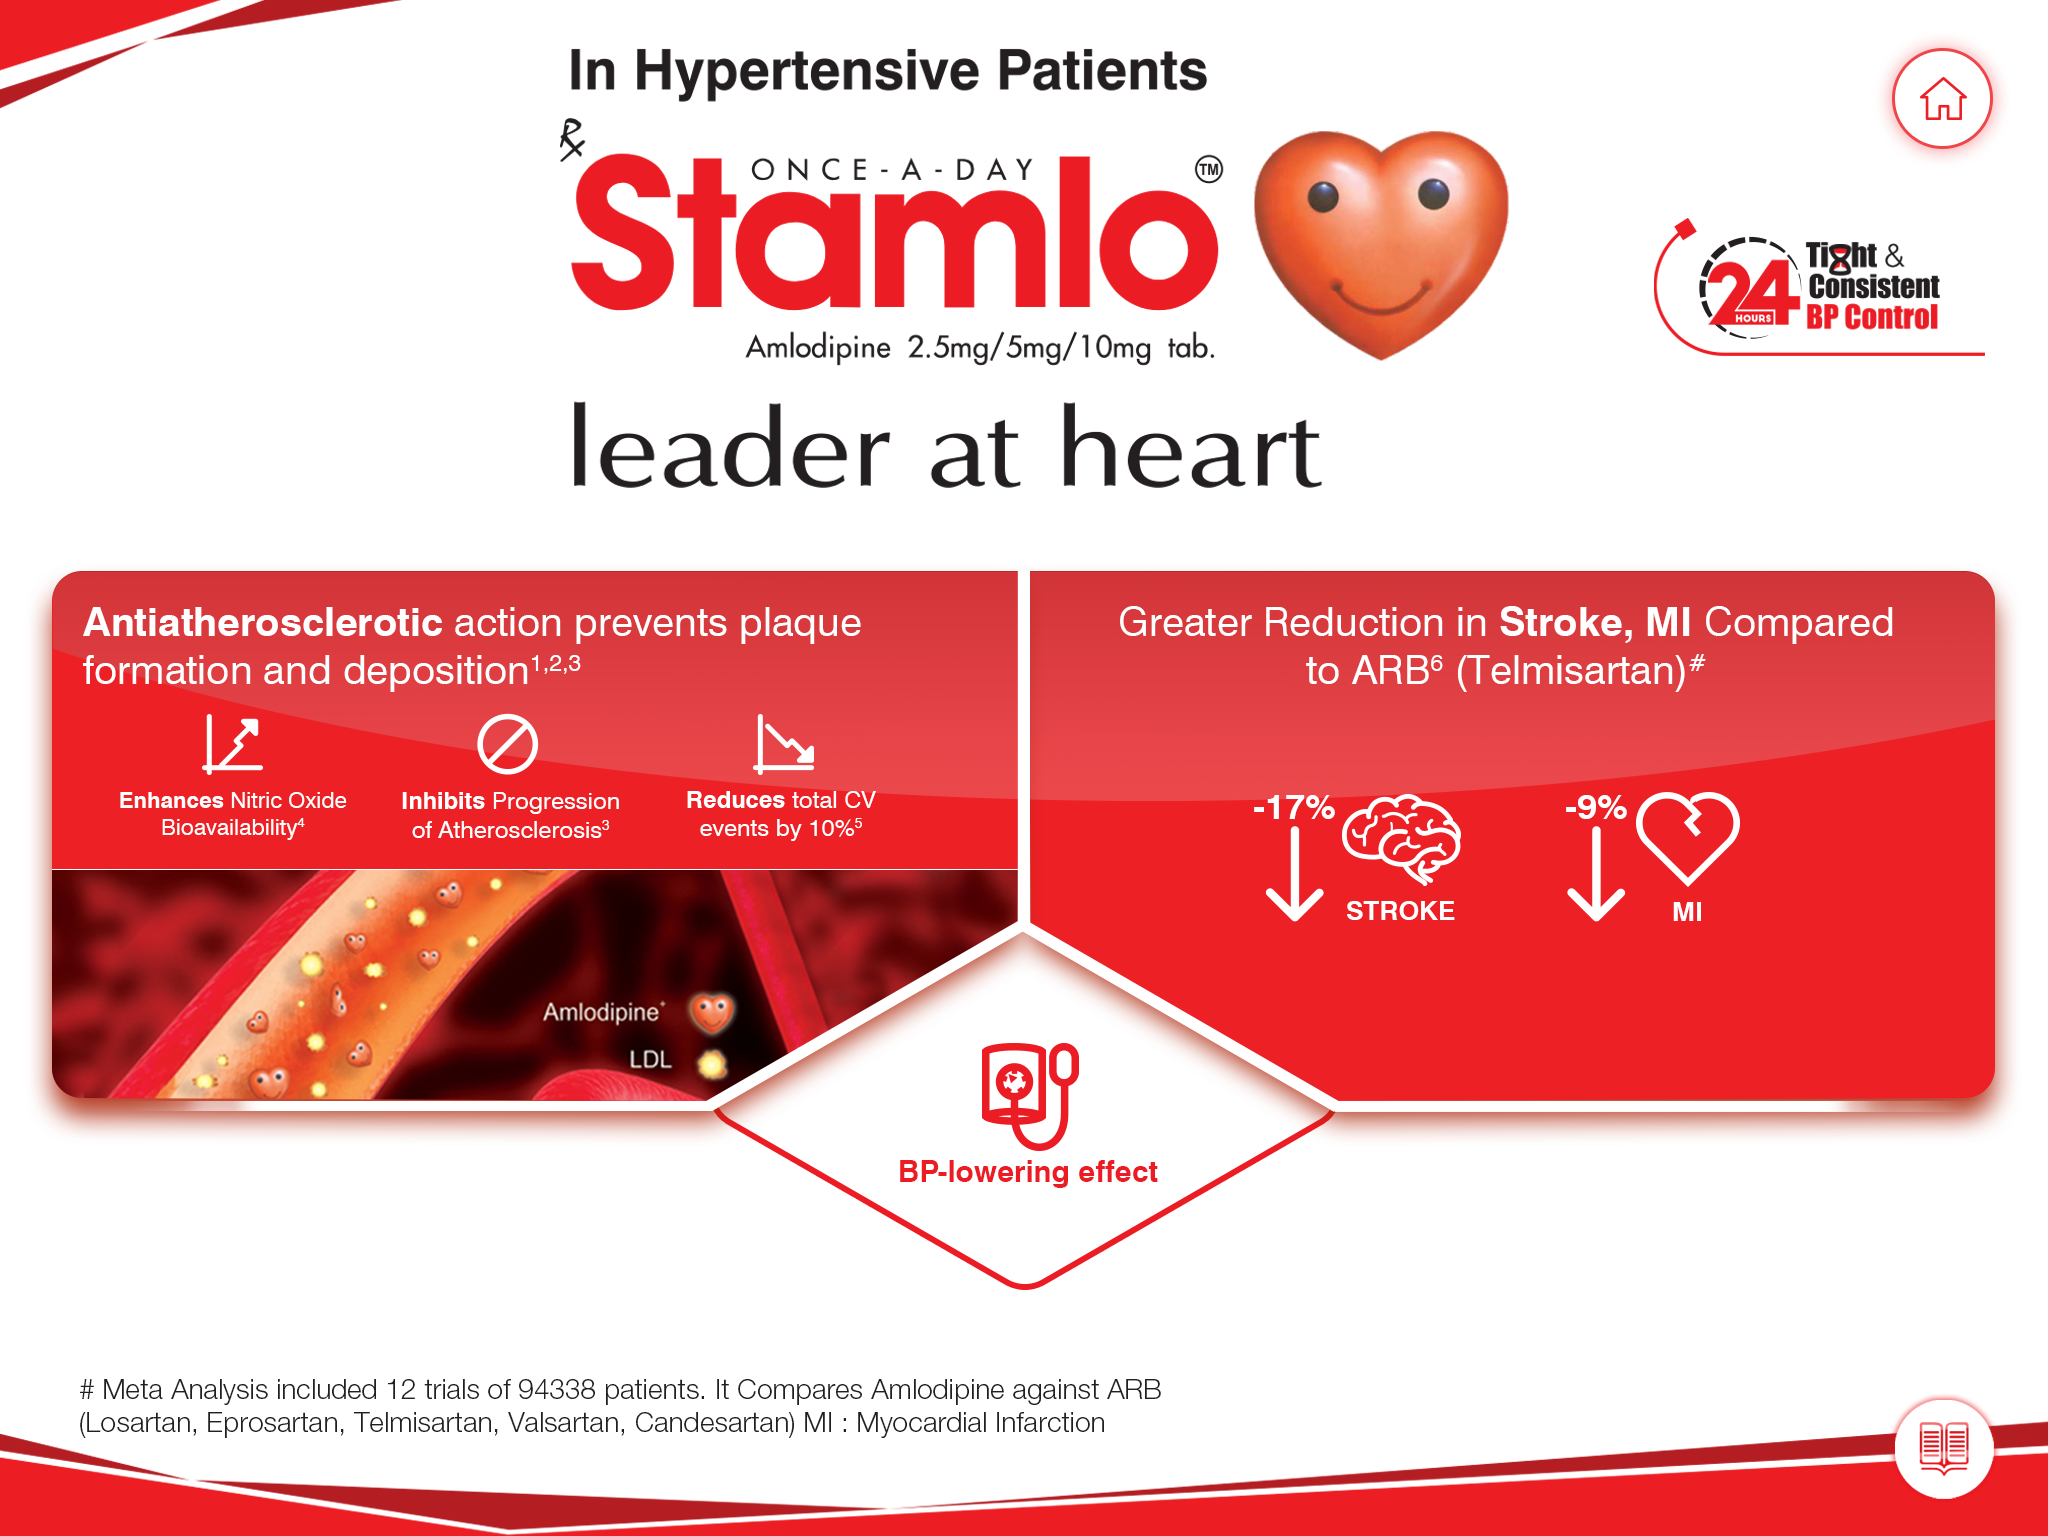 In Hypertensive Patients
℞
ONCE-A-DAY
Stamlo™
Amlodipine 2.5mg/5mg/10mg tab.
leader at heart
24 HOURS
Tight &
Consistent
BP Control
Antiatherosclerotic action prevents plaque
formation and deposition1,2,3
Enhances Nitric Oxide
Bioavailability4
Inhibits Progression
of Atherosclerosis3
Reduces total CV
events by 10%5
Amlodipine+
LDL
Greater Reduction in Stroke, MI Compared
to ARB6 (Telmisartan)#
-17%
STROKE
-9%
MI
BP-lowering effect
# Meta Analysis included 12 trials of 94338 patients. It Compares Amlodipine against ARB
(Losartan, Eprosartan, Telmisartan, Valsartan, Candesartan) MI : Myocardial Infarction